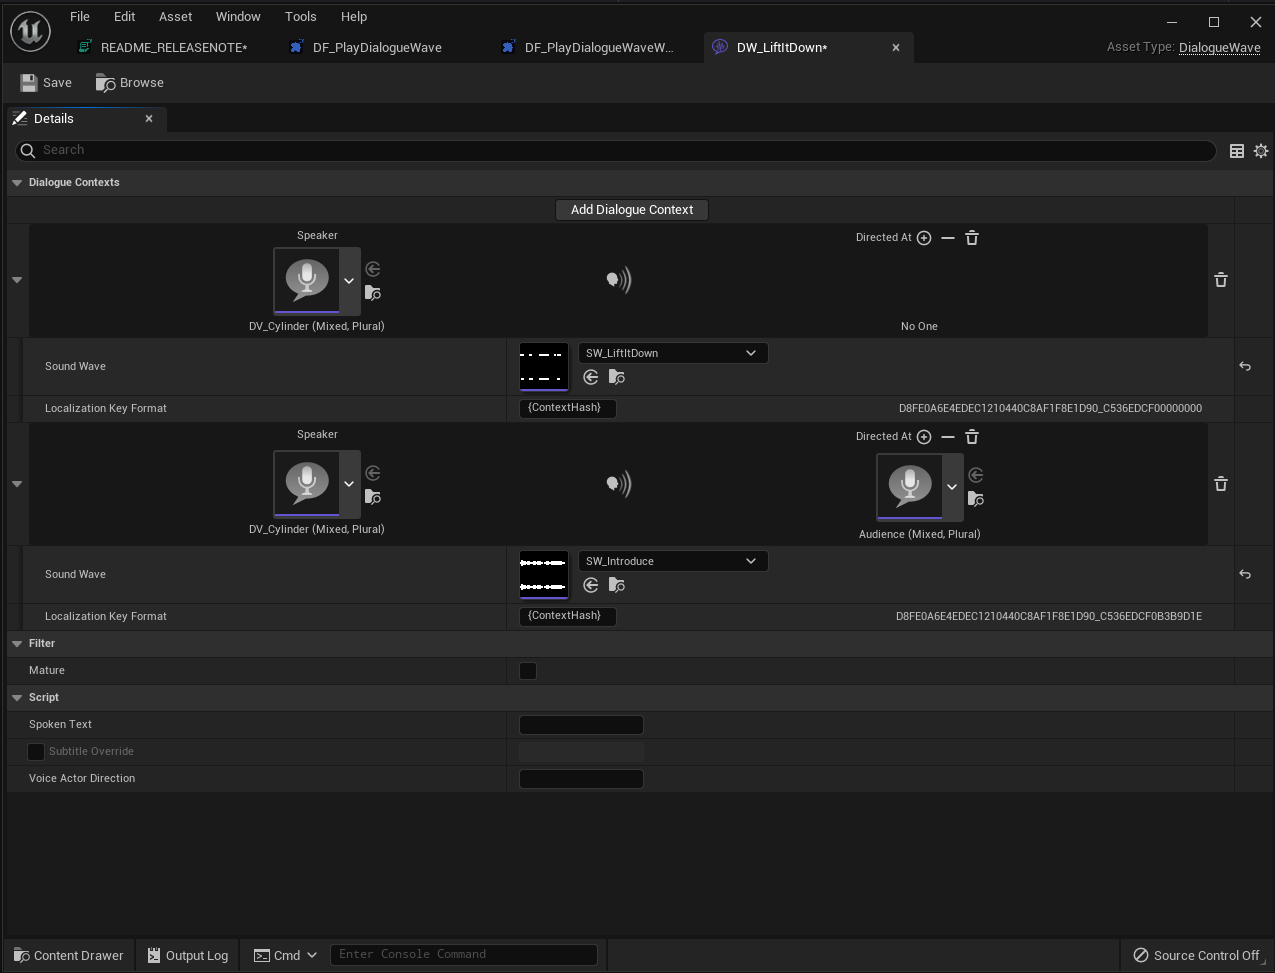 File Edit Asset Window Tools Help
README_RELEASENOTE* DF_PlayDialogueWave DF_PlayDialogueWaveW... DW_LiftItDown* Asset Type: DialogueWave
Save Browse
Details
Search
Dialogue Contexts
Add Dialogue Context
Speaker Directed At
DV_Cylinder (Mixed, Plural) No One
Sound Wave SW_LiftItDown
Localization Key Format {ContextHash} D8FE0A6E4EDEC1210440C8AF1F8E1D90_C536EDCF00000000
Speaker Directed At
DV_Cylinder (Mixed, Plural) Audience (Mixed, Plural)
Sound Wave SW_Introduce
Localization Key Format {ContextHash} D8FE0A6E4EDEC1210440C8AF1F8E1D90_C536EDCF0B3B9D1E
Filter
Mature
Script
Spoken Text
Subtitle Override
Voice Actor Direction
Content Drawer Output Log Cmd Enter Console Command Source Control Off